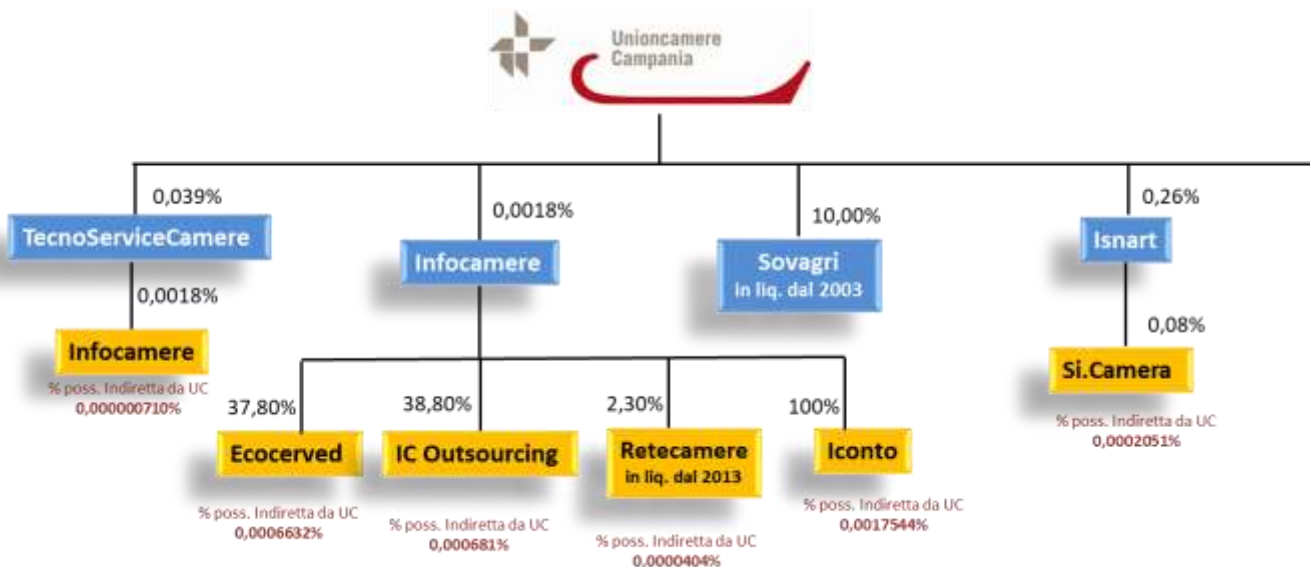 Unioncamere
Campania
0,039%
0,0018%
10,00%
0,26%
TecnoServiceCamere
Infocamere
Sovagri
in liq. dal 2003
Isnart
0,0018%
0,08%
Infocamere
% poss. Indiretta da UC
0,000000710%
Si.Camera
% poss. Indiretta da UC
0,0002051%
37,80%
38,80%
2,30%
100%
Ecocerved
IC Outsourcing
Retecamere
in liq. dal 2013
Iconto
% poss. Indiretta da UC
0,0006632%
% poss. Indiretta da UC
0,000681%
% poss. Indiretta da UC
0,0000404%
% poss. Indiretta da UC
0,0017544%